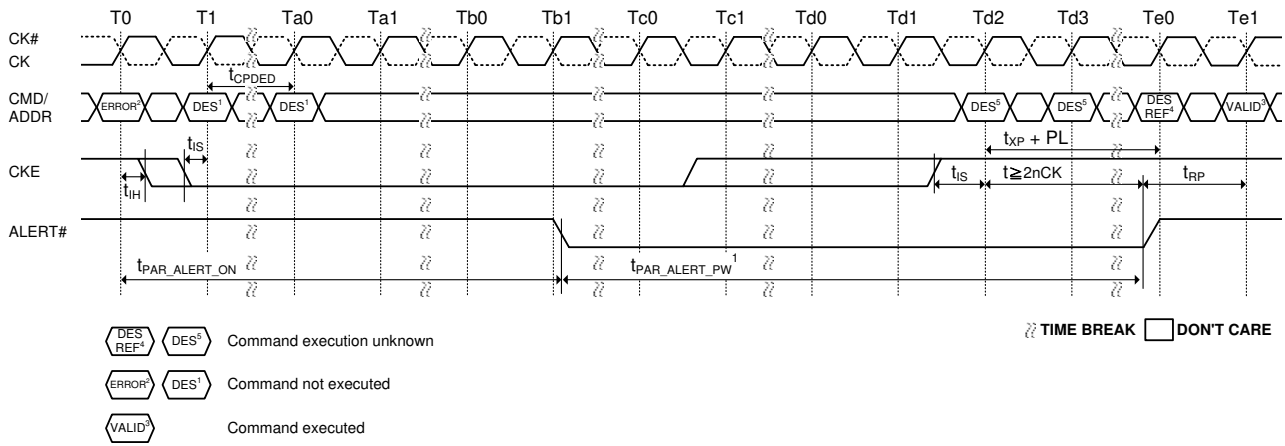 T0 T1 Ta0 Ta1 Tb0 Tb1 Tc0 Tc1 Td0 Td1 Td2 Td3 Te0 Te1
CK#
CK
tCPDED
CMD/
ADDR
ERROR² DES¹ DES¹ DES⁵ DES⁵ DES REF⁴ VALID³
tXP + PL
tIS
CKE
tIH
tIS t≧2nCK tRP
ALERT#
tPAR_ALERT_ON tPAR_ALERT_PW¹
DES REF⁴ DES⁵ Command execution unknown
TIME BREAK DON'T CARE
ERROR² DES¹ Command not executed
VALID³ Command executed